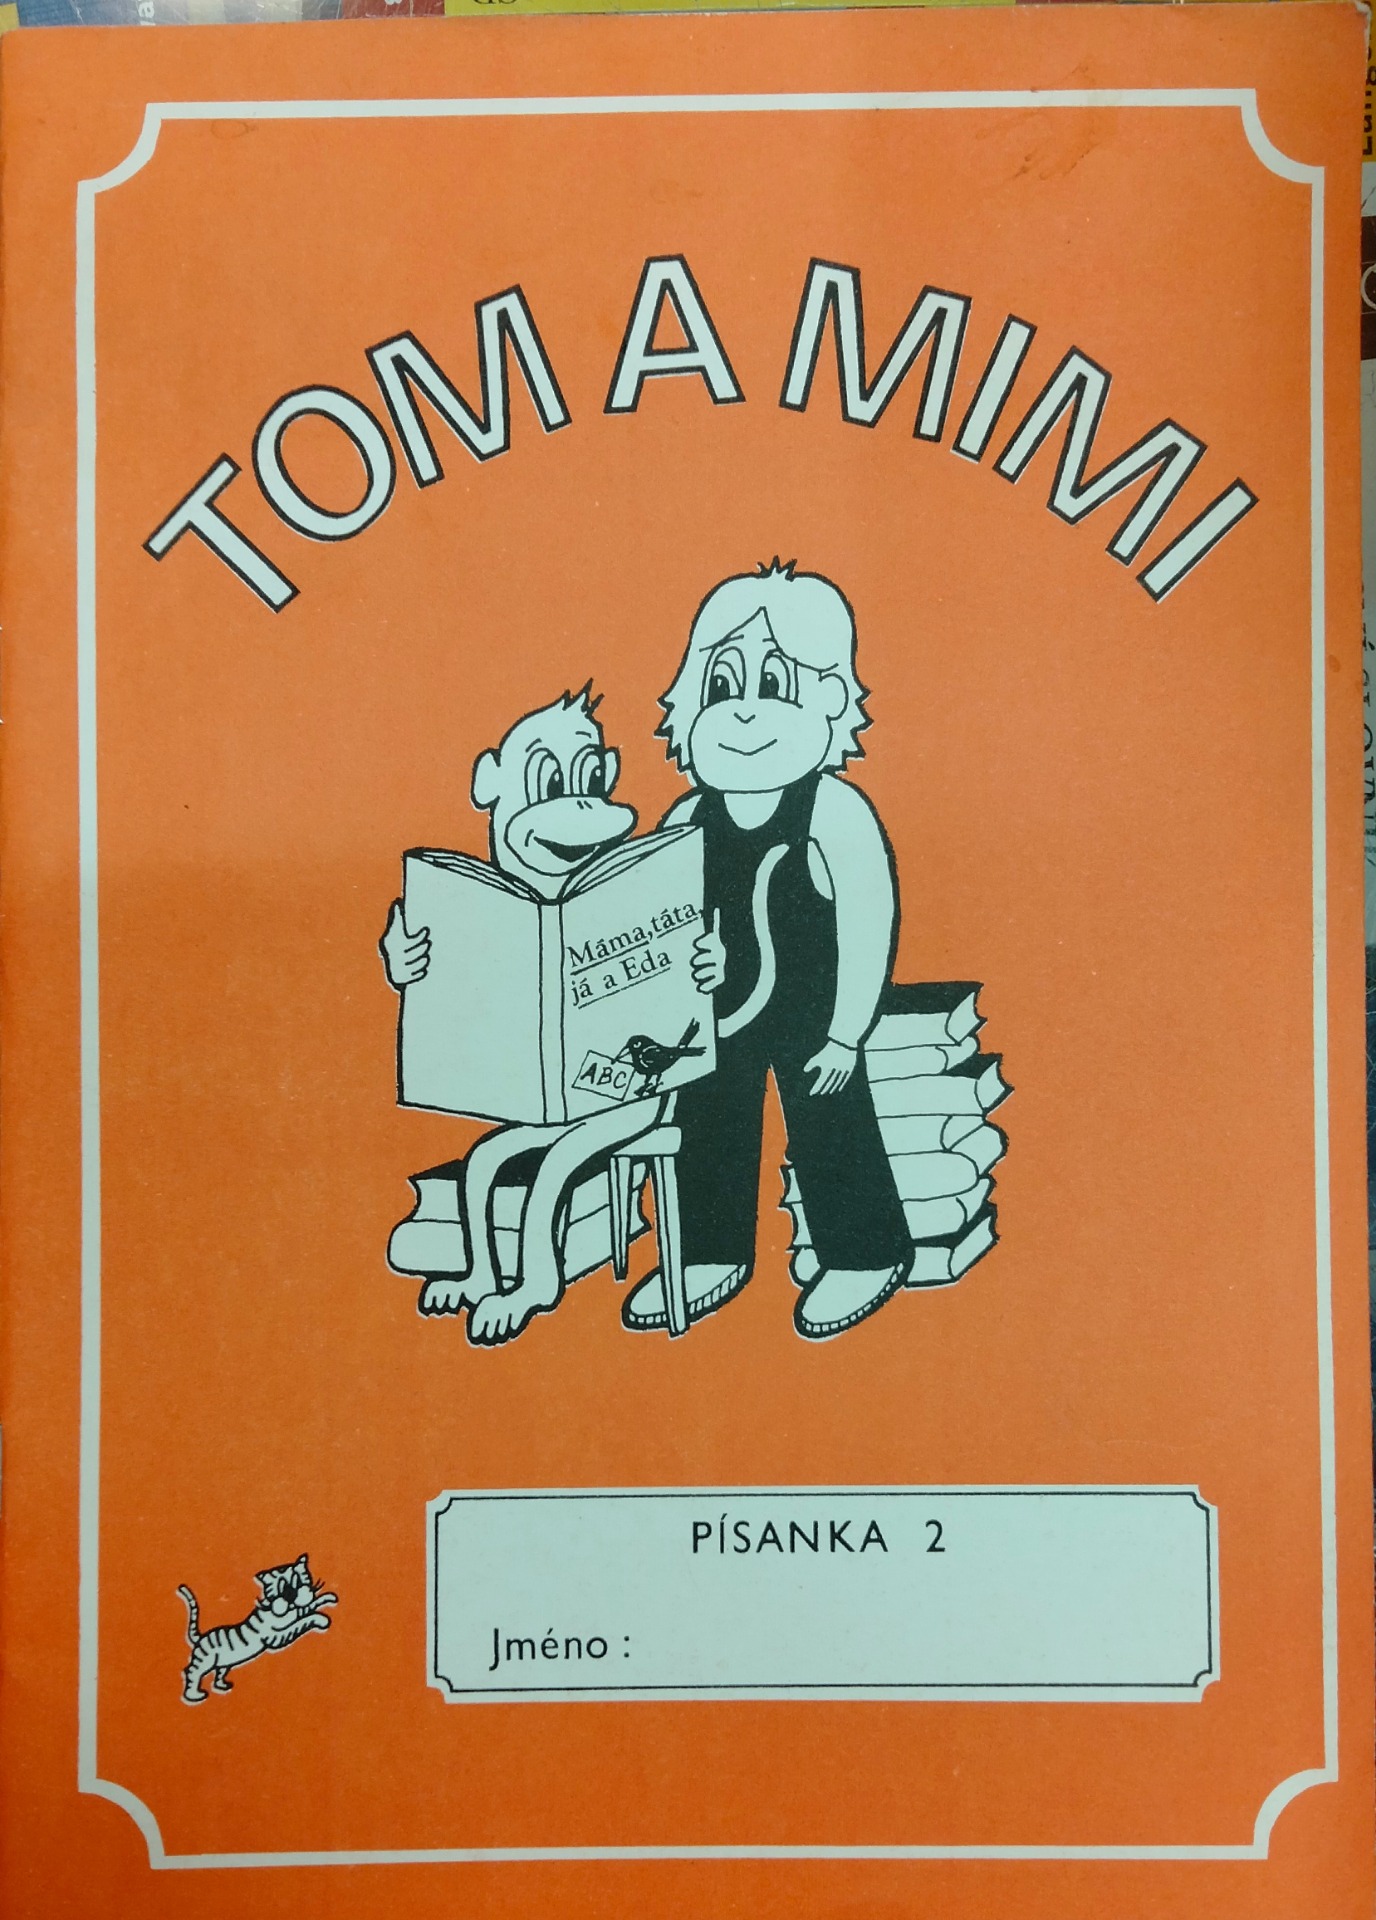 TOM A MIMI
Máma, táta,
já a Eda
ABC
PÍSANKA 2
Jméno :